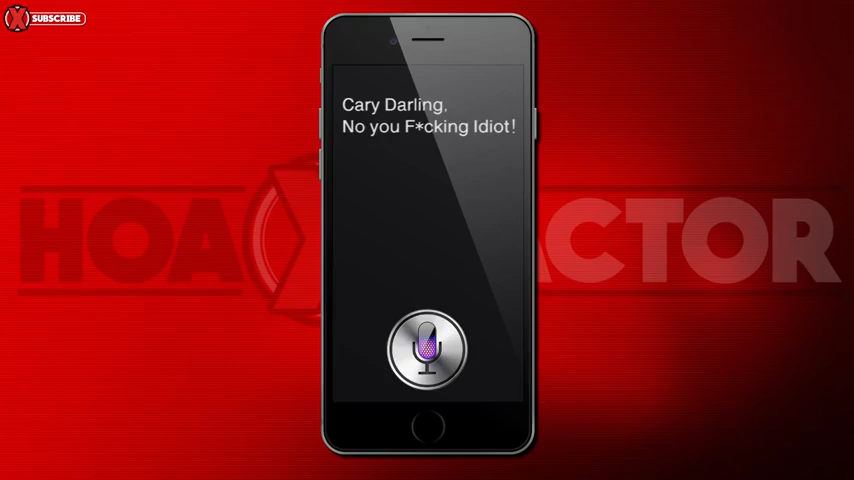 X SUBSCRIBE
Cary Darling,
No you F*cking Idiot!
HOA
ACTOR